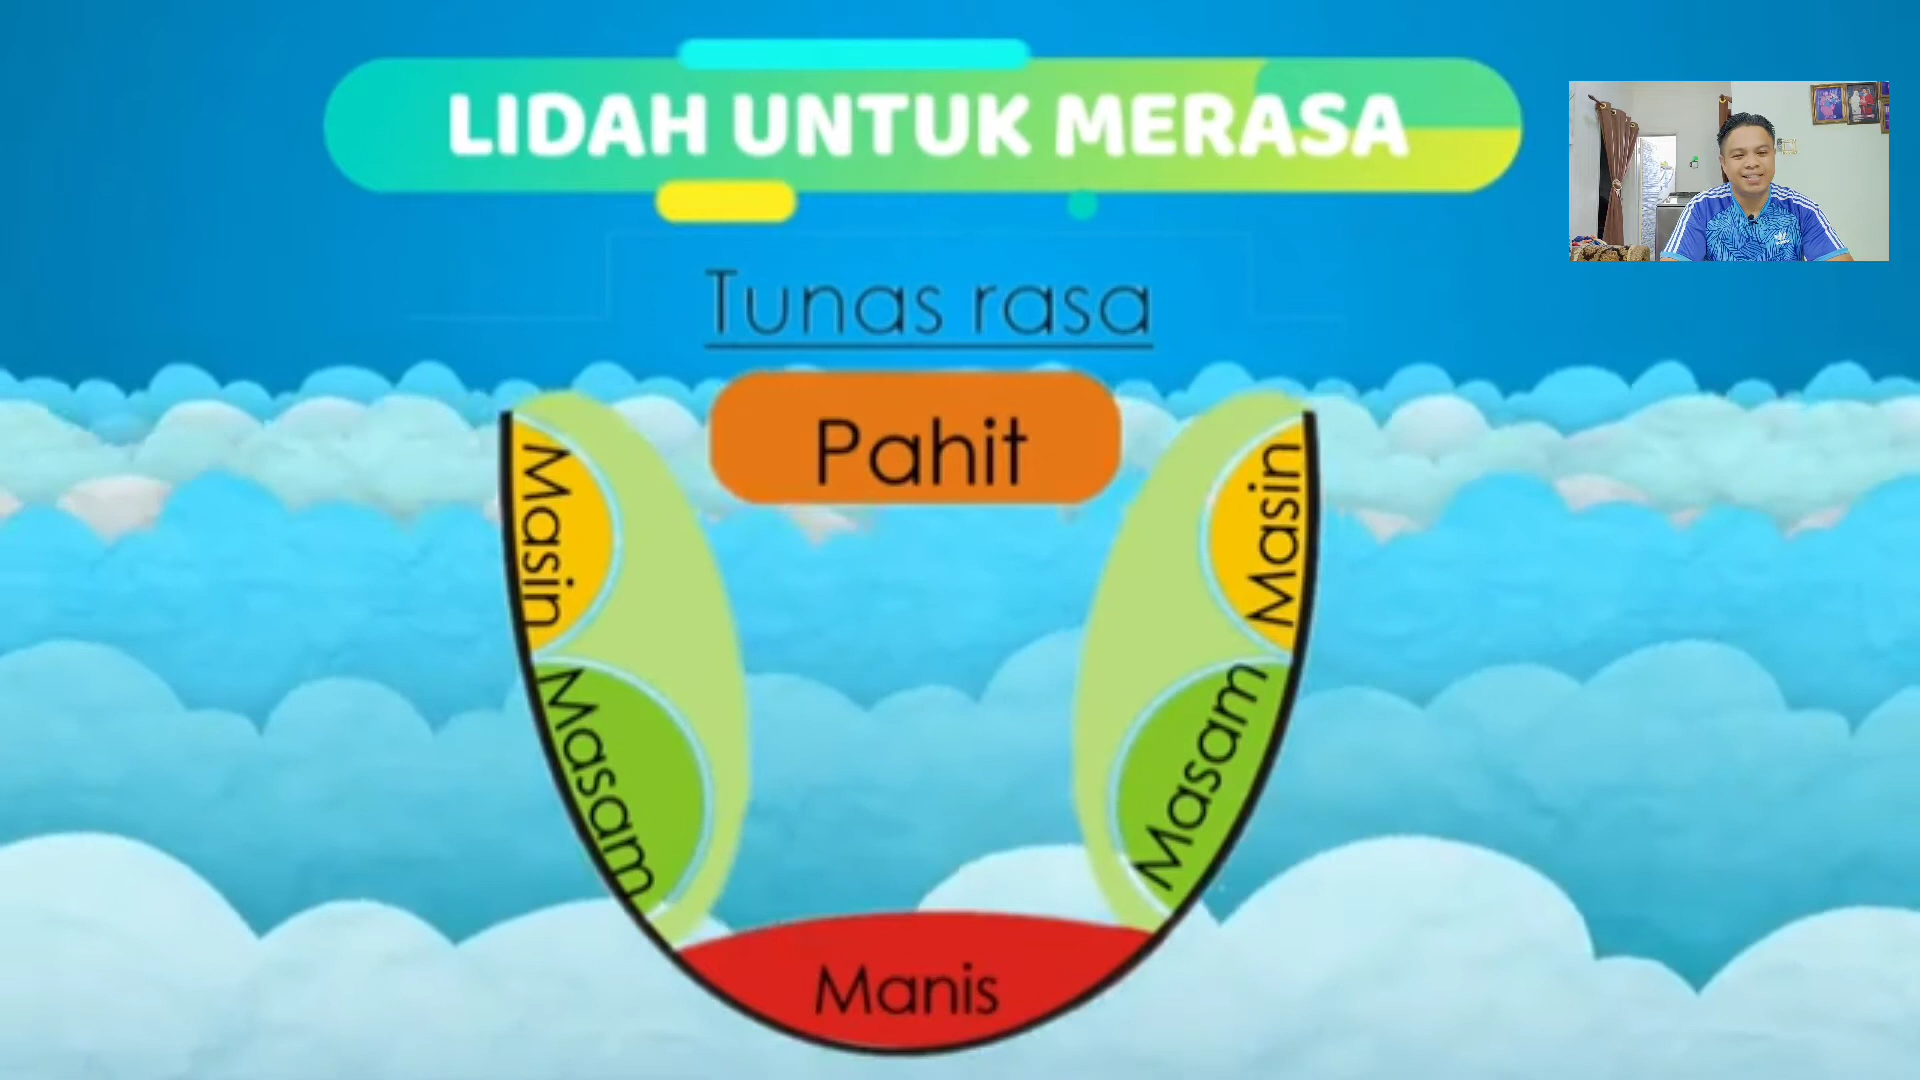 LIDAH UNTUK MERASA
Tunas rasa
Pahit
Masin
Masin
Masam
Masam
Manis